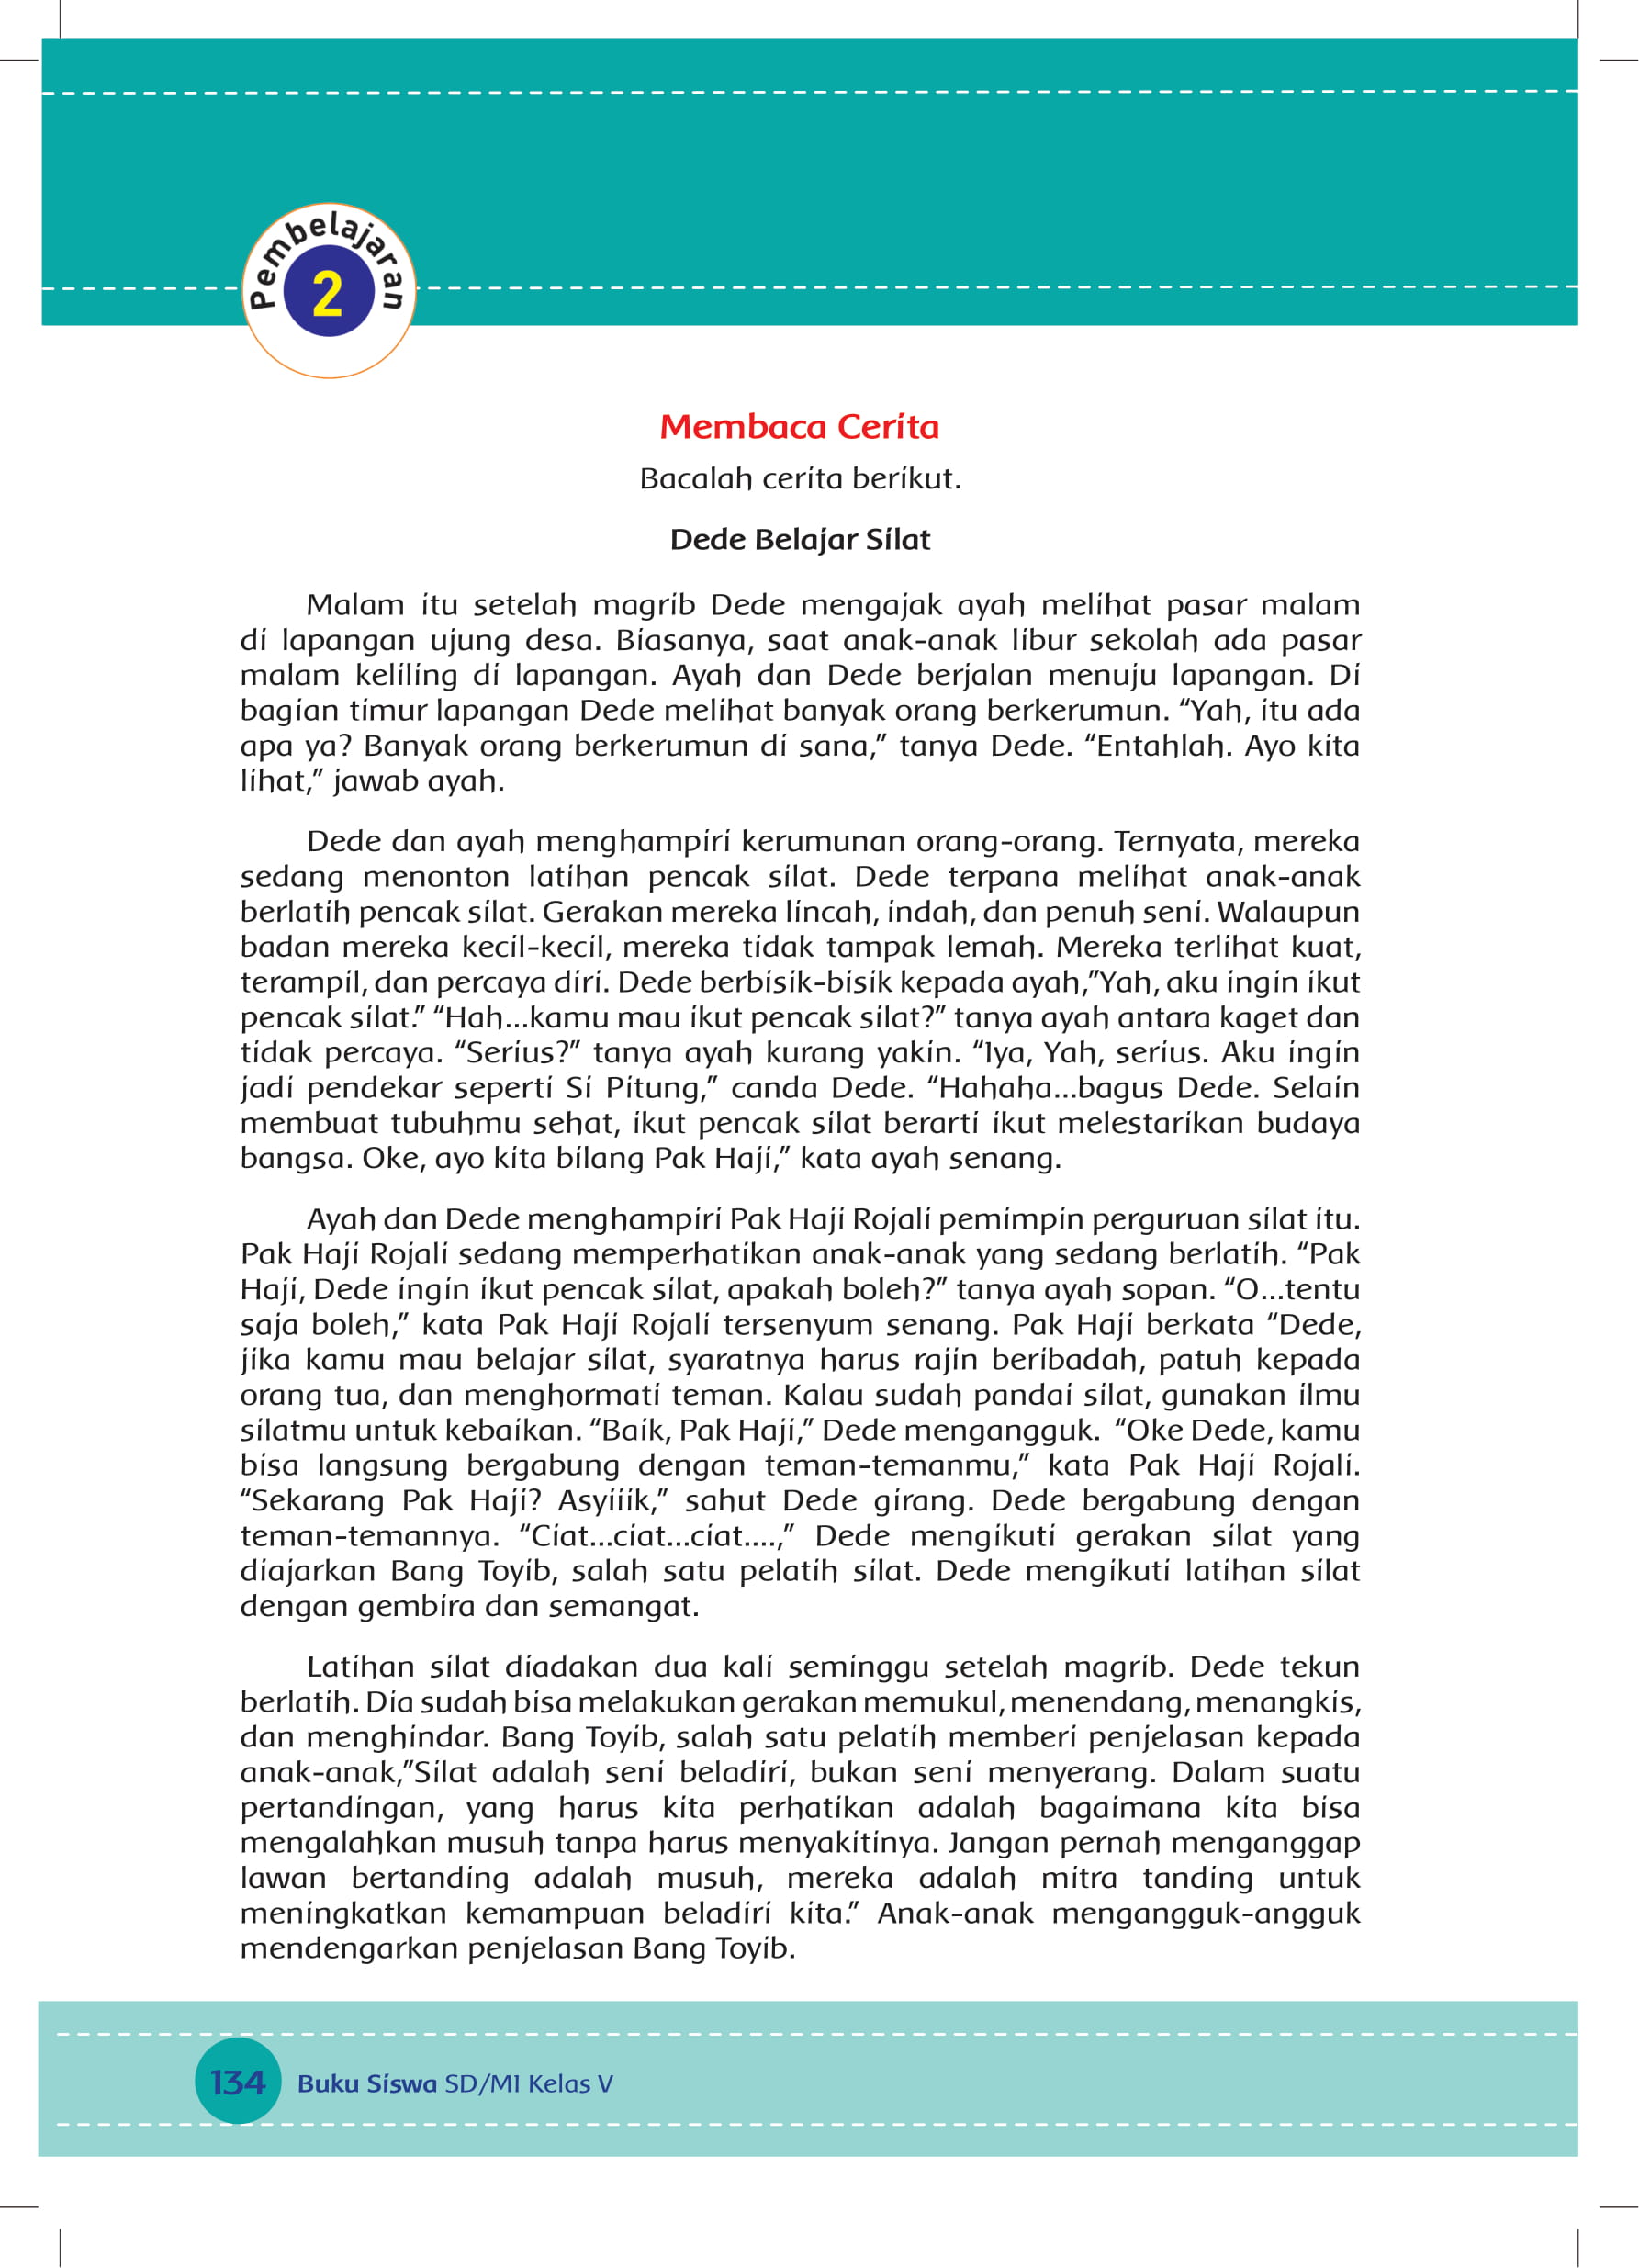 Pembelajaran
2
Membaca Cerita
Bacalah cerita berikut.
Dede Belajar Silat
Malam itu setelah magrib Dede mengajak ayah melihat pasar malam
di lapangan ujung desa. Biasanya, saat anak-anak libur sekolah ada pasar
malam keliling di lapangan. Ayah dan Dede berjalan menuju lapangan. Di
bagian timur lapangan Dede melihat banyak orang berkerumun. “Yah, itu ada
apa ya? Banyak orang berkerumun di sana,” tanya Dede. “Entahlah. Ayo kita
lihat,” jawab ayah.
Dede dan ayah menghampiri kerumunan orang-orang. Ternyata, mereka
sedang menonton latihan pencak silat. Dede terpana melihat anak-anak
berlatih pencak silat. Gerakan mereka lincah, indah, dan penuh seni. Walaupun
badan mereka kecil-kecil, mereka tidak tampak lemah. Mereka terlihat kuat,
terampil, dan percaya diri. Dede berbisik-bisik kepada ayah,”Yah, aku ingin ikut
pencak silat.” “Hah...kamu mau ikut pencak silat?” tanya ayah antara kaget dan
tidak percaya. “Serius?” tanya ayah kurang yakin. “Iya, Yah, serius. Aku ingin
jadi pendekar seperti Si Pitung,” canda Dede. “Hahaha...bagus Dede. Selain
membuat tubuhmu sehat, ikut pencak silat berarti ikut melestarikan budaya
bangsa. Oke, ayo kita bilang Pak Haji,” kata ayah senang.
Ayah dan Dede menghampiri Pak Haji Rojali pemimpin perguruan silat itu.
Pak Haji Rojali sedang memperhatikan anak-anak yang sedang berlatih. “Pak
Haji, Dede ingin ikut pencak silat, apakah boleh?” tanya ayah sopan. “O...tentu
saja boleh,” kata Pak Haji Rojali tersenyum senang. Pak Haji berkata “Dede,
jika kamu mau belajar silat, syaratnya harus rajin beribadah, patuh kepada
orang tua, dan menghormati teman. Kalau sudah pandai silat, gunakan ilmu
silatmu untuk kebaikan. “Baik, Pak Haji,” Dede mengangguk. “Oke Dede, kamu
bisa langsung bergabung dengan teman-temanmu,” kata Pak Haji Rojali.
“Sekarang Pak Haji? Asyiiik,” sahut Dede girang. Dede bergabung dengan
teman-temannya. “Ciat...ciat...ciat....,” Dede mengikuti gerakan silat yang
diajarkan Bang Toyib, salah satu pelatih silat. Dede mengikuti latihan silat
dengan gembira dan semangat.
Latihan silat diadakan dua kali seminggu setelah magrib. Dede tekun
berlatih. Dia sudah bisa melakukan gerakan memukul, menendang, menangkis,
dan menghindar. Bang Toyib, salah satu pelatih memberi penjelasan kepada
anak-anak,”Silat adalah seni beladiri, bukan seni menyerang. Dalam suatu
pertandingan, yang harus kita perhatikan adalah bagaimana kita bisa
mengalahkan musuh tanpa harus menyakitinya. Jangan pernah menganggap
lawan bertanding adalah musuh, mereka adalah mitra tanding untuk
meningkatkan kemampuan beladiri kita.” Anak-anak mengangguk-angguk
mendengarkan penjelasan Bang Toyib.
134 Buku Siswa SD/MI Kelas V